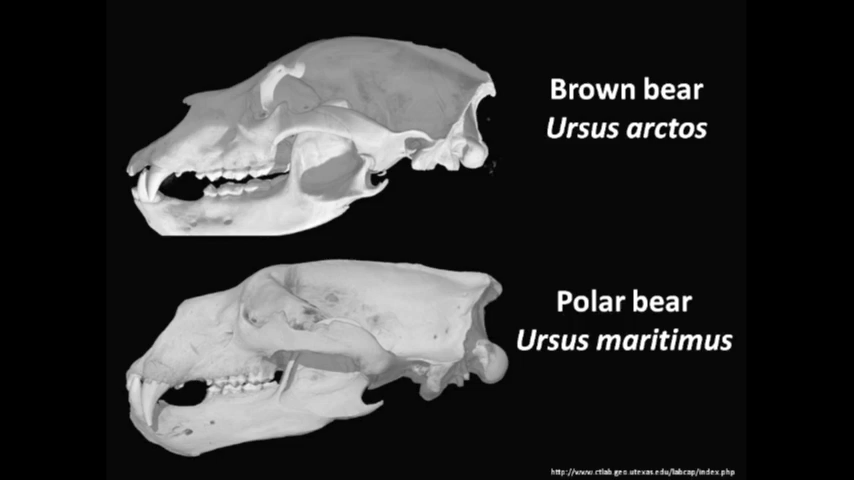 Brown bear
Ursus arctos
Polar bear
Ursus maritimus
http://www.ctlab.geo.utexas.edu/labcap/index.php